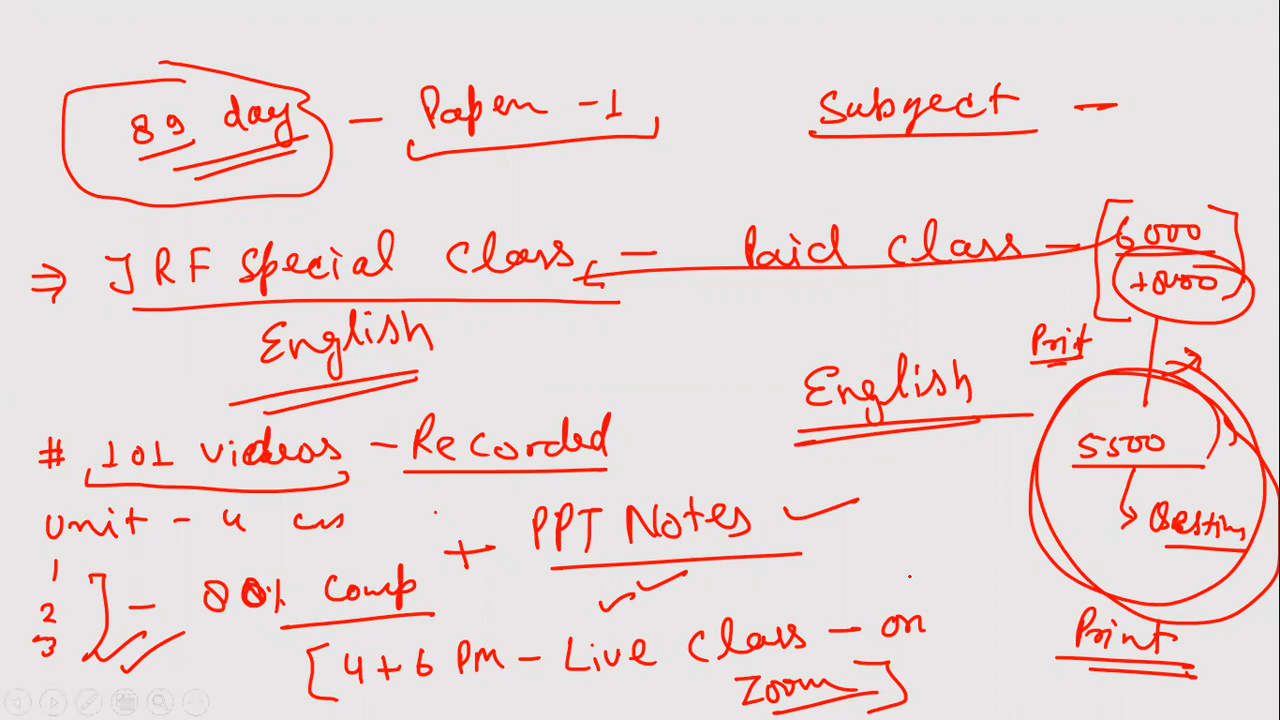 89 day - Paper -1 Subject -
⇒ JRF Special Class - Paid Class - [6000]
+8000
English
Print
English
# 101 videos - Recorded
5500
Unit - 4
→ Question
+ PPT Notes ✓
1
2
3
- 80% Comp
Print
[4+6 PM - Live Class - on
Zoom]